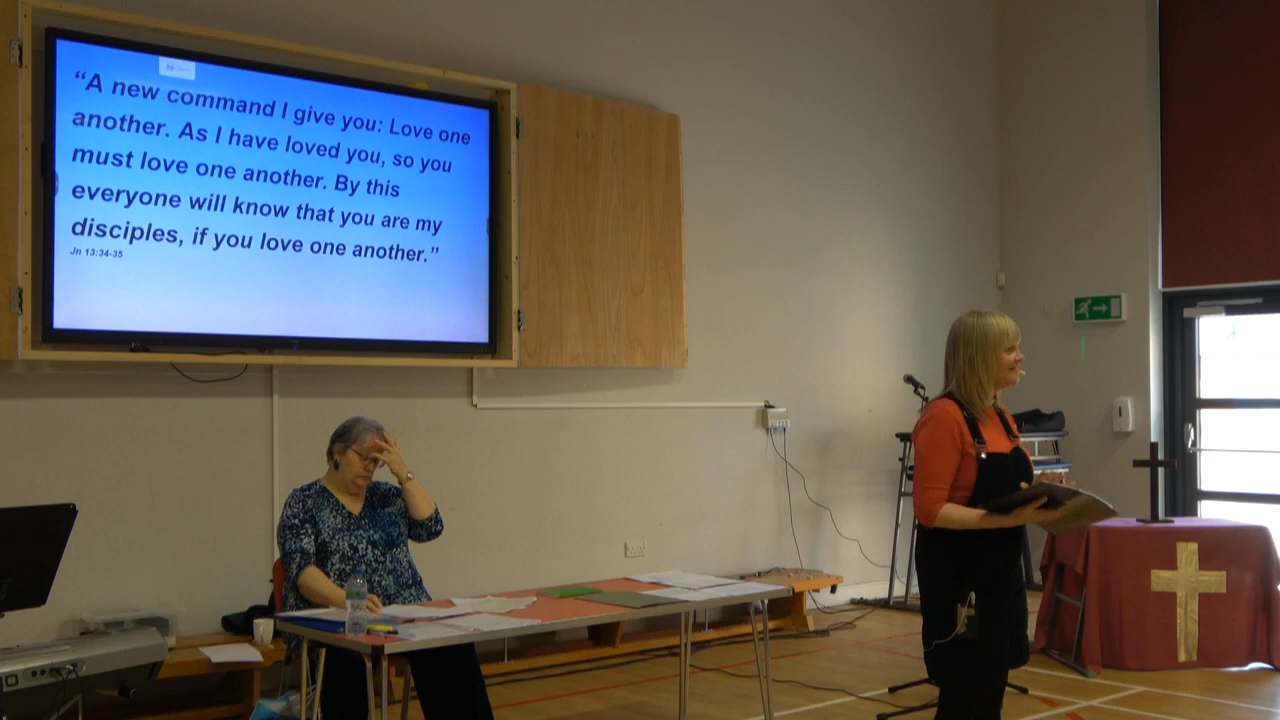 “A new command I give you: Love one
another. As I have loved you, so you
must love one another. By this
everyone will know that you are my
disciples, if you love one another.”
Jn 13:34-35